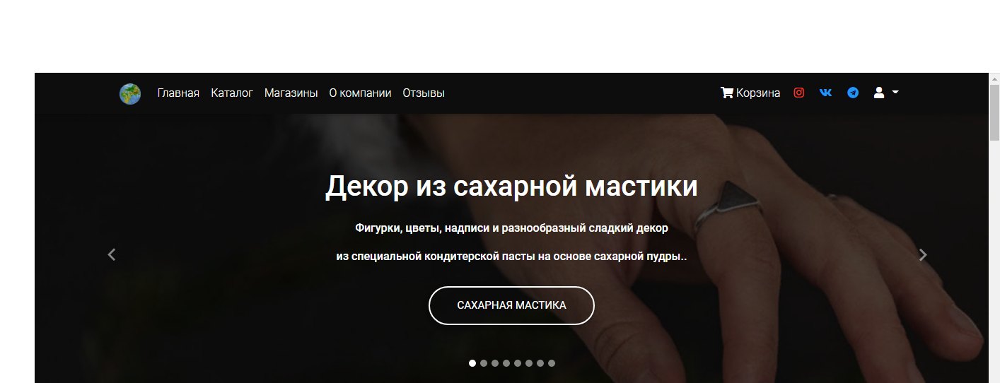 Главная Каталог Магазины О компании Отзывы Корзина
Декор из сахарной мастики
Фигурки, цветы, надписи и разнообразный сладкий декор
из специальной кондитерской пасты на основе сахарной пудры..
САХАРНАЯ МАСТИКА